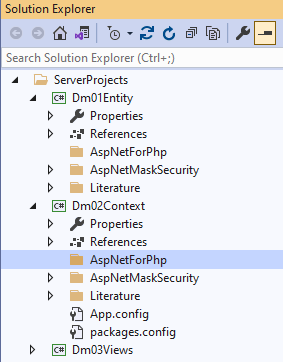 Solution Explorer
Search Solution Explorer (Ctrl+;)
ServerProjects
C# Dm01Entity
Properties
References
AspNetForPhp
AspNetMaskSecurity
Literature
C# Dm02Context
Properties
References
AspNetForPhp
AspNetMaskSecurity
Literature
App.config
packages.config
C# Dm03Views